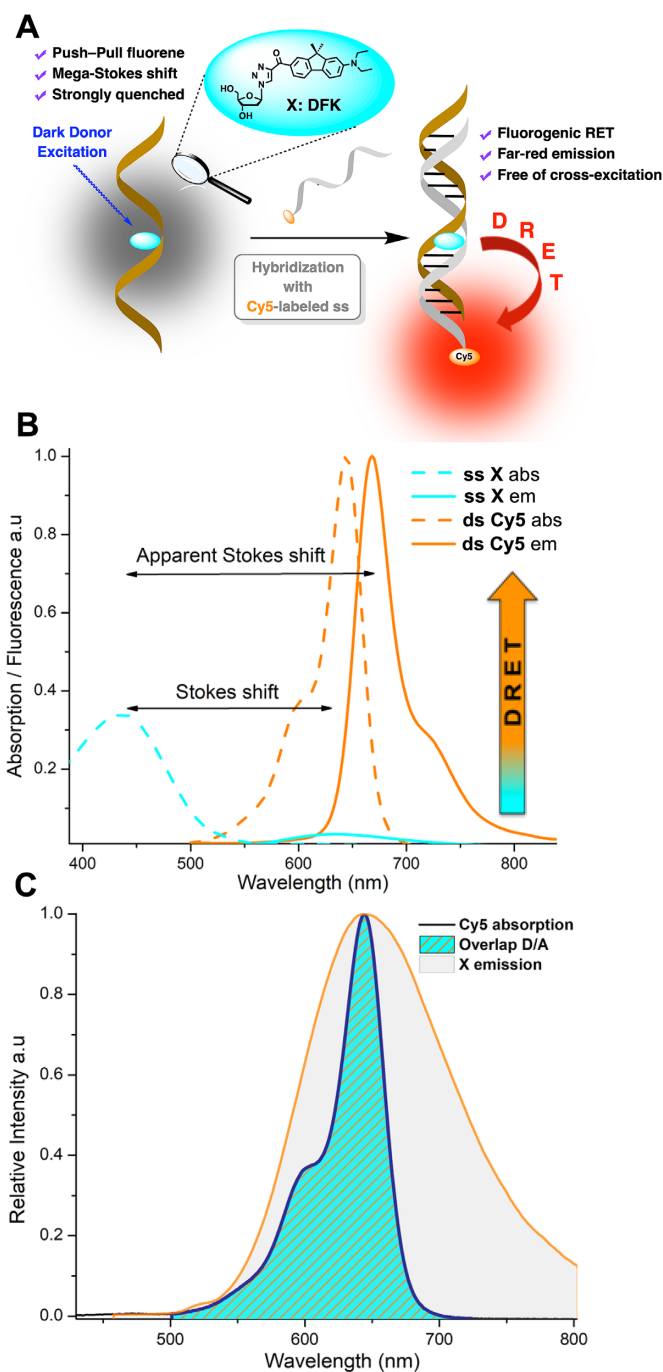 A
✓ Push–Pull fluorene
✓ Mega-Stokes shift
✓ Strongly quenched
O
N
N
N
N
HO
O
OH
X: DFK
Dark Donor
Excitation
✓ Fluorogenic RET
✓ Far-red emission
✓ Free of cross-excitation
D R E T
Hybridization
with
Cy5-labeled ss
Cy5
B
ss X abs
ss X em
ds Cy5 abs
ds Cy5 em
Apparent Stokes shift
Stokes shift
DRET
1.0
0.8
0.6
0.4
0.2
Absorption / Fluorescence a.u
400 500 600 700 800
Wavelength (nm)
C
Cy5 absorption
Overlap D/A
X emission
1.0
0.8
0.6
0.4
0.2
0.0
Relative Intensity a.u
500 600 700 800
Wavelength (nm)